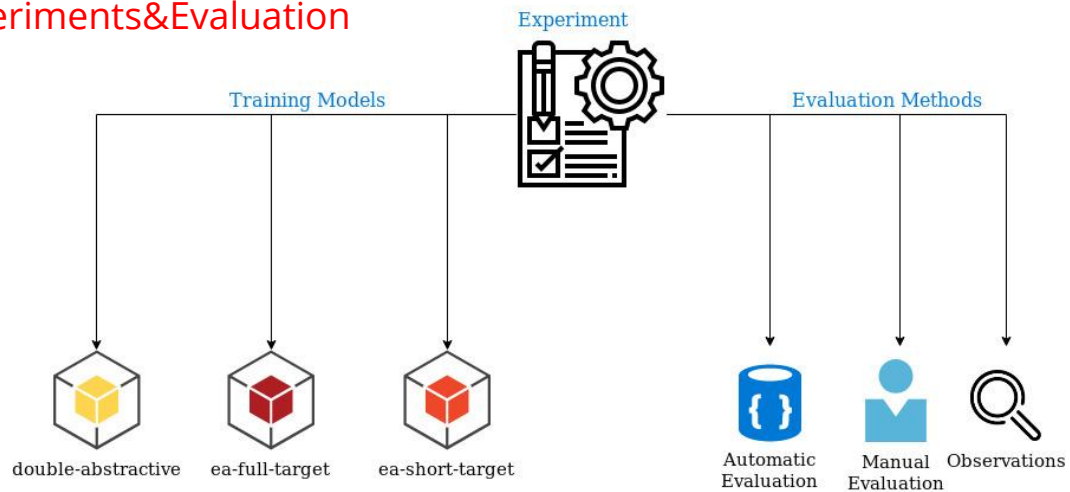 eriments&Evaluation
Experiment
Training Models
Evaluation Methods
double-abstractive
ea-full-target
ea-short-target
Automatic
Evaluation
Manual
Evaluation
Observations